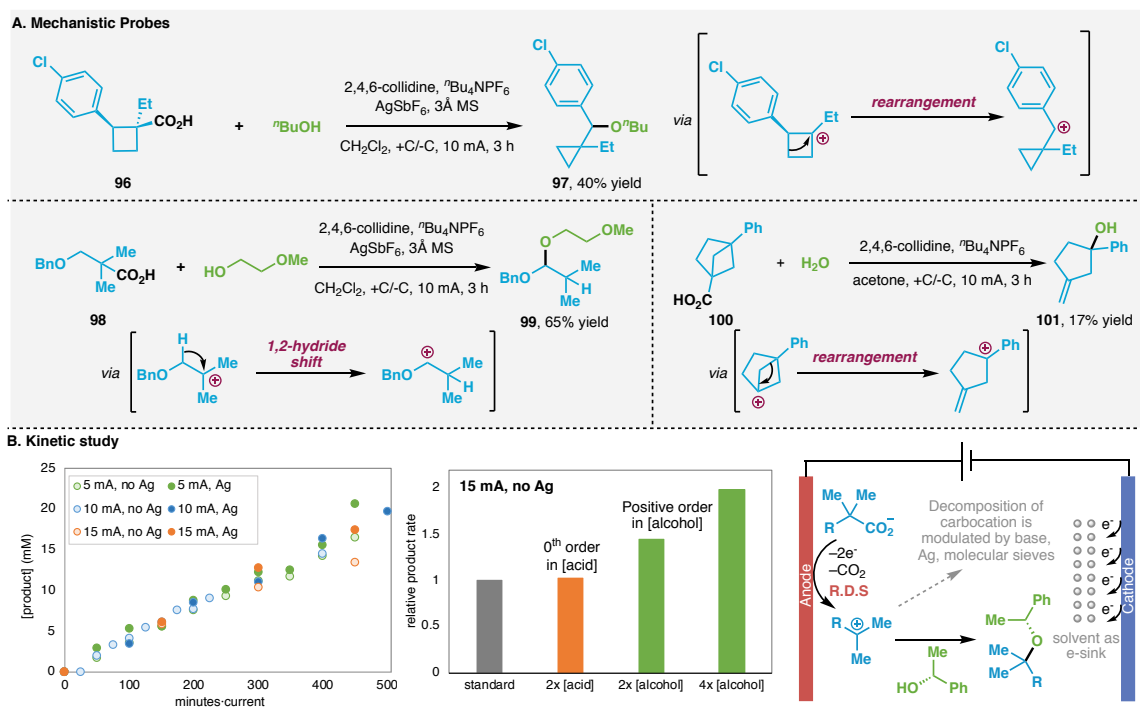 A. Mechanistic Probes
Cl
Et
CO2H
96
+
nBuOH
2,4,6-collidine, nBu4NPF6
AgSbF6, 3Å MS
CH2Cl2, +C/-C, 10 mA, 3 h
Cl
OnBu
Et
97, 40% yield
via
Cl
Et
+
rearrangement
Cl
+
Et
BnO
Me
CO2H
Me
98
+
HO
OMe
2,4,6-collidine, nBu4NPF6
AgSbF6, 3Å MS
CH2Cl2, +C/-C, 10 mA, 3 h
O
OMe
BnO
Me
H
Me
99, 65% yield
via
H
BnO
Me
+
Me
1,2-hydride
shift
+
BnO
Me
H
Me
Ph
HO2C
100
+
H2O
2,4,6-collidine, nBu4NPF6
acetone, +C/-C, 10 mA, 3 h
OH
Ph
101, 17% yield
via
Ph
+
rearrangement
+
Ph
B. Kinetic study
[product] (mM)
25
20
15
10
5
0
5 mA, no Ag
5 mA, Ag
10 mA, no Ag
10 mA, Ag
15 mA, no Ag
15 mA, Ag
0
100
200
300
400
500
minutes·current
relative product rate
2
1.5
1
0.5
0
15 mA, no Ag
0th order
in [acid]
Positive order
in [alcohol]
standard
2x [acid]
2x [alcohol]
4x [alcohol]
Anode
Me
Me
R
CO2−
–2e-
–CO2
R.D.S
R
+
Me
Me
Decomposition of
carbocation is
modulated by base,
Ag, molecular sieves
Me
HO
Ph
Ph
Me
O
Me
Me
R
e-
e-
e-
e-
solvent as
e-sink
Cathode